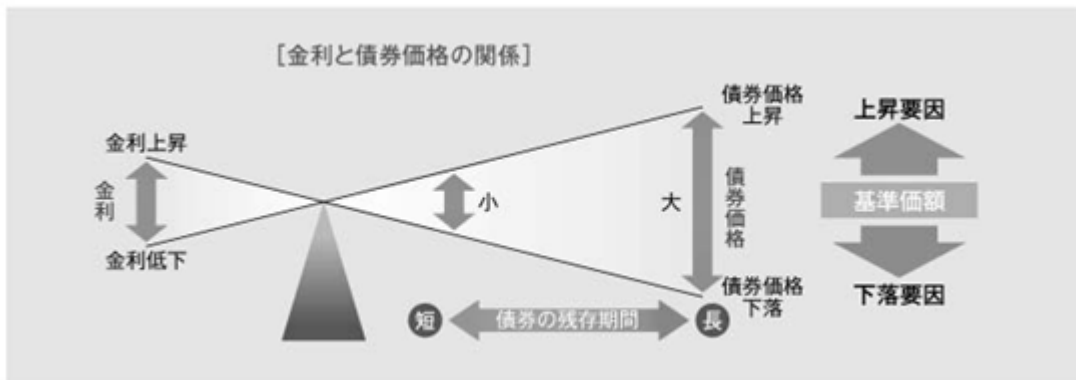 ［金利と債券価格の関係］
金利上昇
金利
金利低下
小
大
債券価格
上昇
債券価格
債券価格
下落
短
債券の残存期間
長
上昇要因
基準価額
下落要因